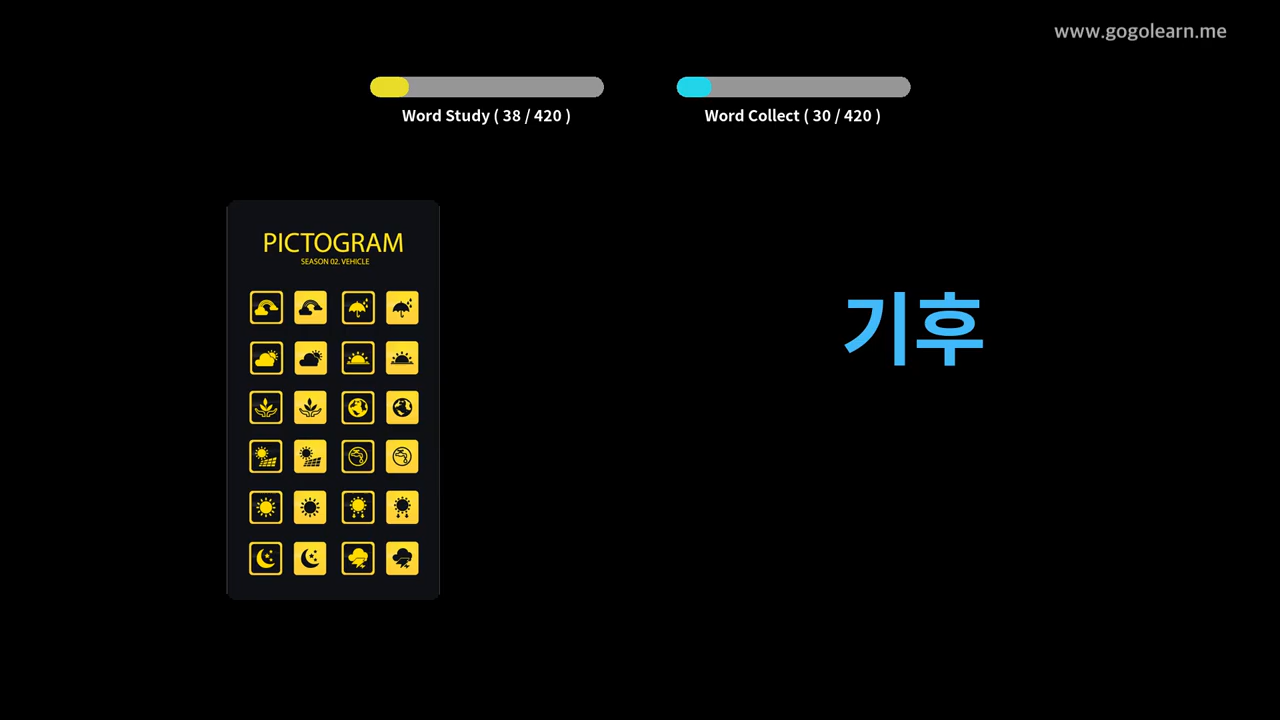 www.gogolearn.me
Word Study ( 38 / 420 )
Word Collect ( 30 / 420 )
PICTOGRAM
SEASON 02. VEHICLE
기후